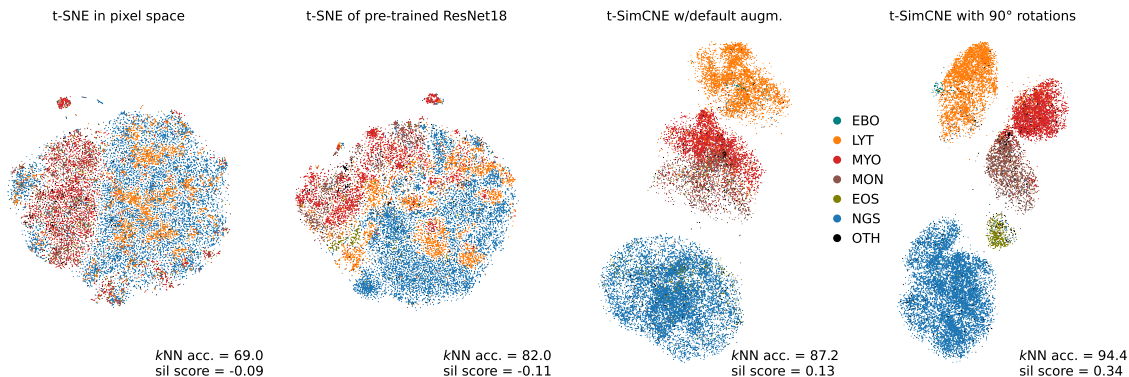 t-SNE in pixel space
t-SNE of pre-trained ResNet18
t-SimCNE w/default augm.
t-SimCNE with 90° rotations
EBO
LYT
MYO
MON
EOS
NGS
OTH
kNN acc. = 69.0
sil score = -0.09
kNN acc. = 82.0
sil score = -0.11
kNN acc. = 87.2
sil score = 0.13
kNN acc. = 94.4
sil score = 0.34